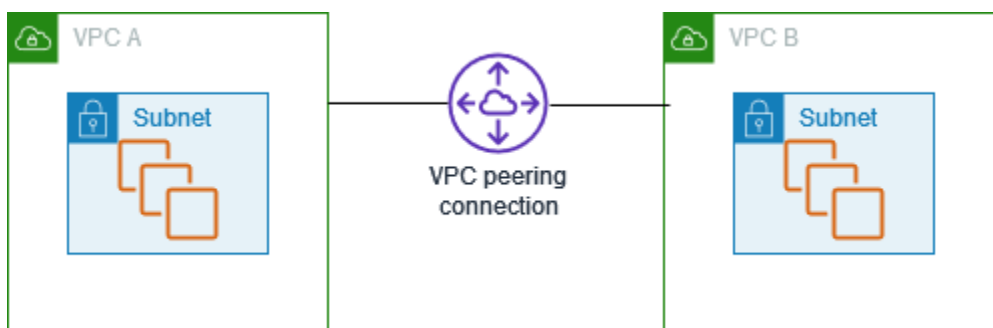 VPC A
VPC B
Subnet
Subnet
VPC peering
connection